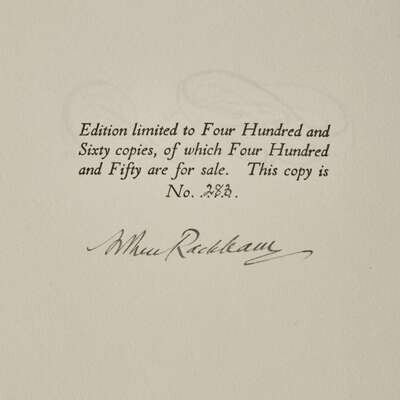 Edition limited to Four Hundred and
Sixty copies, of which Four Hundred
and Fifty are for sale. This copy is
No. 283.
Arthur Rackham